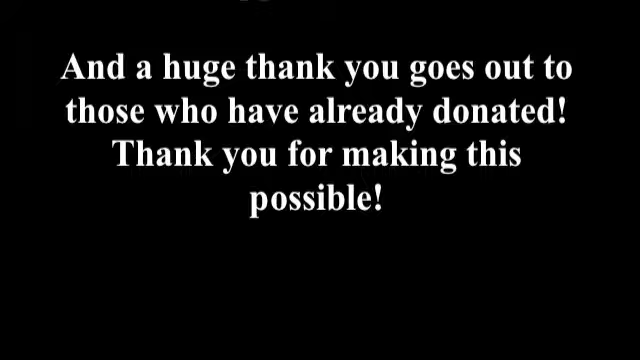 And a huge thank you goes out to
those who have already donated!
Thank you for making this
possible!